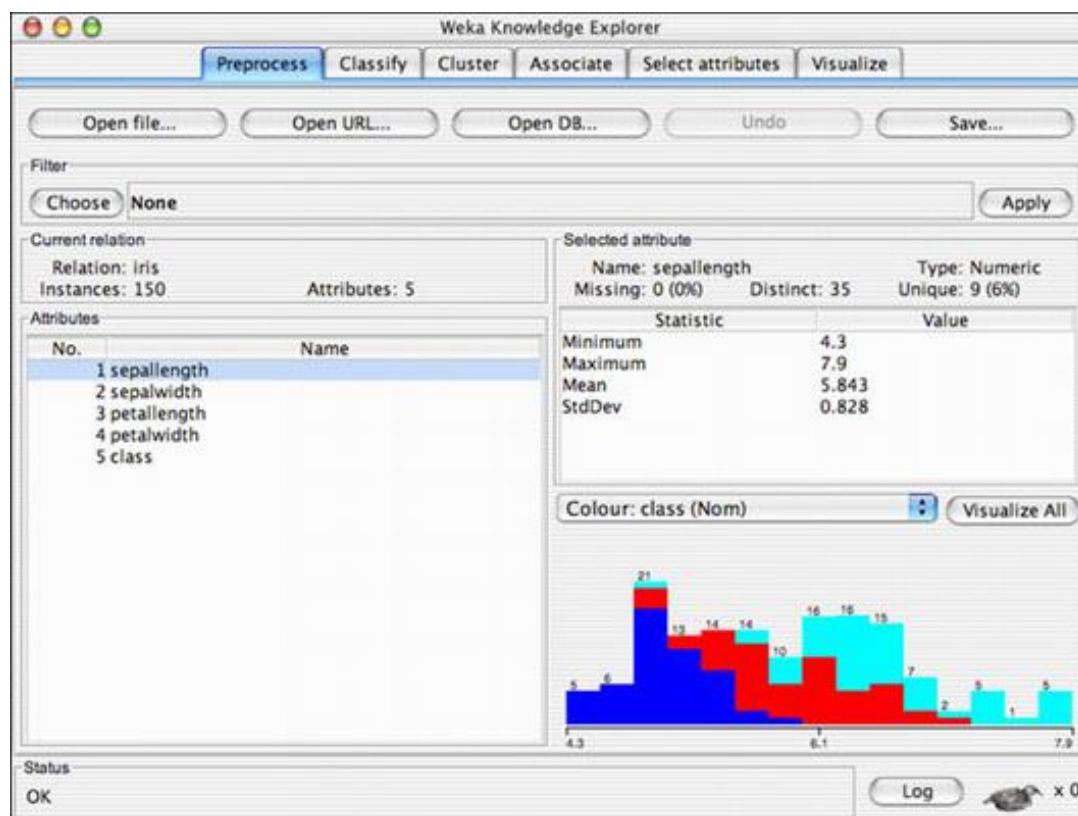 Weka Knowledge Explorer
Preprocess Classify Cluster Associate Select attributes Visualize
Open file... Open URL... Open DB... Undo Save...
Filter
Choose None Apply
Current relation
Relation: iris
Instances: 150 Attributes: 5
Attributes
No. Name
1 sepallength
2 sepalwidth
3 petallength
4 petalwidth
5 class
Selected attribute
Name: sepallength Type: Numeric
Missing: 0 (0%) Distinct: 35 Unique: 9 (6%)
Statistic Value
Minimum 4.3
Maximum 7.9
Mean 5.843
StdDev 0.828
Colour: class (Nom) Visualize All
5 6 21 13 14 14 10 16 16 15 7 2 5 1 5
4.3 6.1 7.9
Status
OK
Log x 0